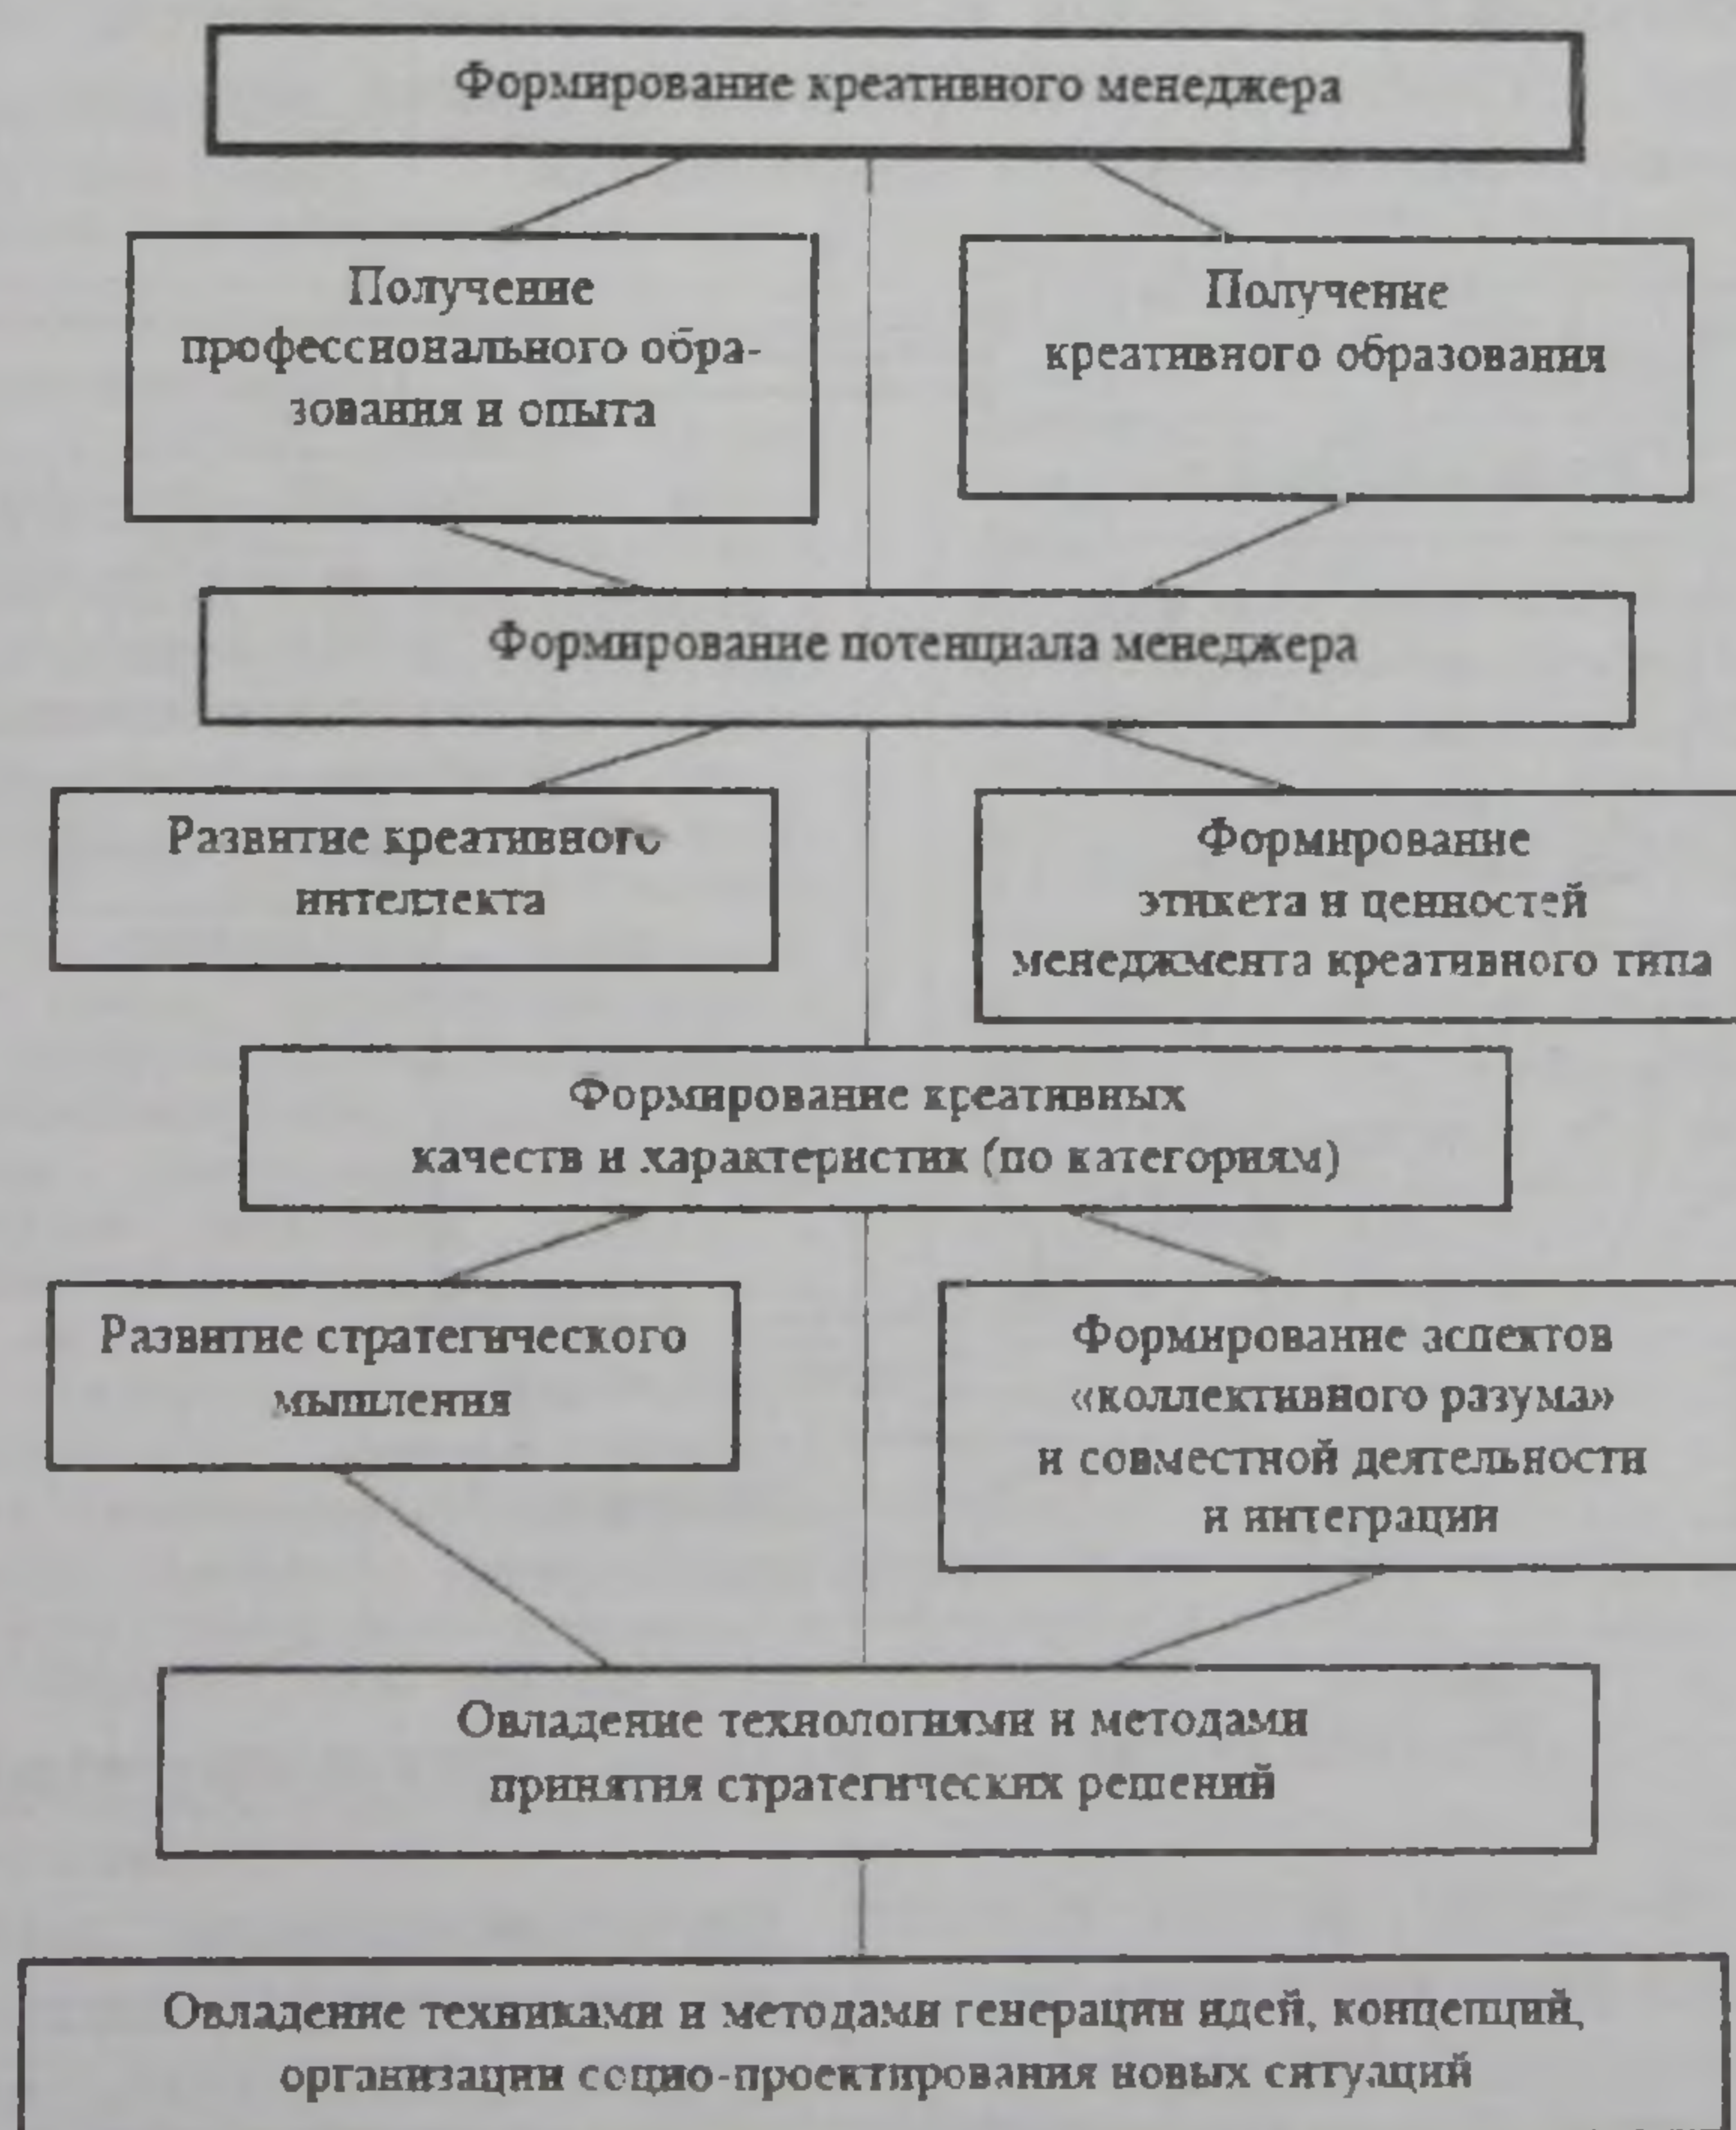 Формирование креативного менеджера
Получение
профессионального обра-
зования и опыта
Получение
креативного образования
Формирование потенциала менеджера
Развитие креативного
интеллекта
Формирование
этикета и ценностей
менеджмента креативного типа
Формирование креативных
качеств и характеристик (по категориям)
Развитие стратегического
мышления
Формирование аспектов
«коллективного разума»
и совместной деятельности
и интеграции
Овладение технологиями и методами
принятия стратегических решений
Овладение техниками и методами генерации идей, концепций,
организации социо-проектирования новых ситуаций